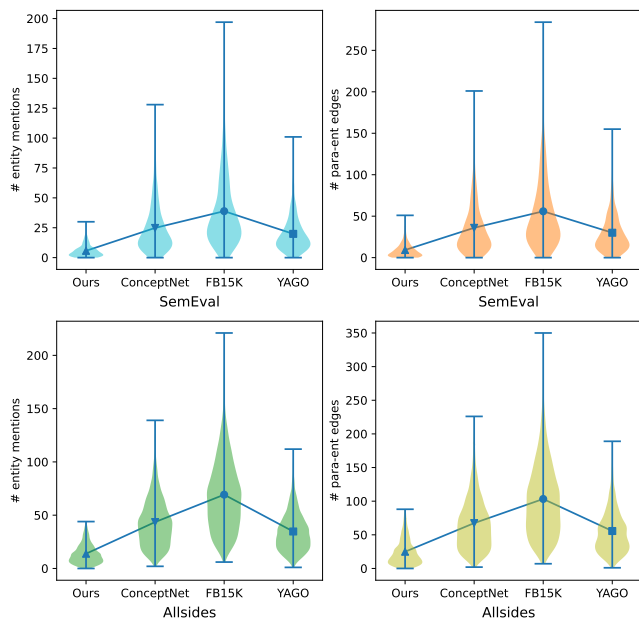 # entity mentions
200
175
150
125
100
75
50
25
0
Ours ConceptNet FB15K YAGO
SemEval
# para-ent edges
250
200
150
100
50
0
Ours ConceptNet FB15K YAGO
SemEval
# entity mentions
200
150
100
50
0
Ours ConceptNet FB15K YAGO
Allsides
# para-ent edges
350
300
250
200
150
100
50
0
Ours ConceptNet FB15K YAGO
Allsides